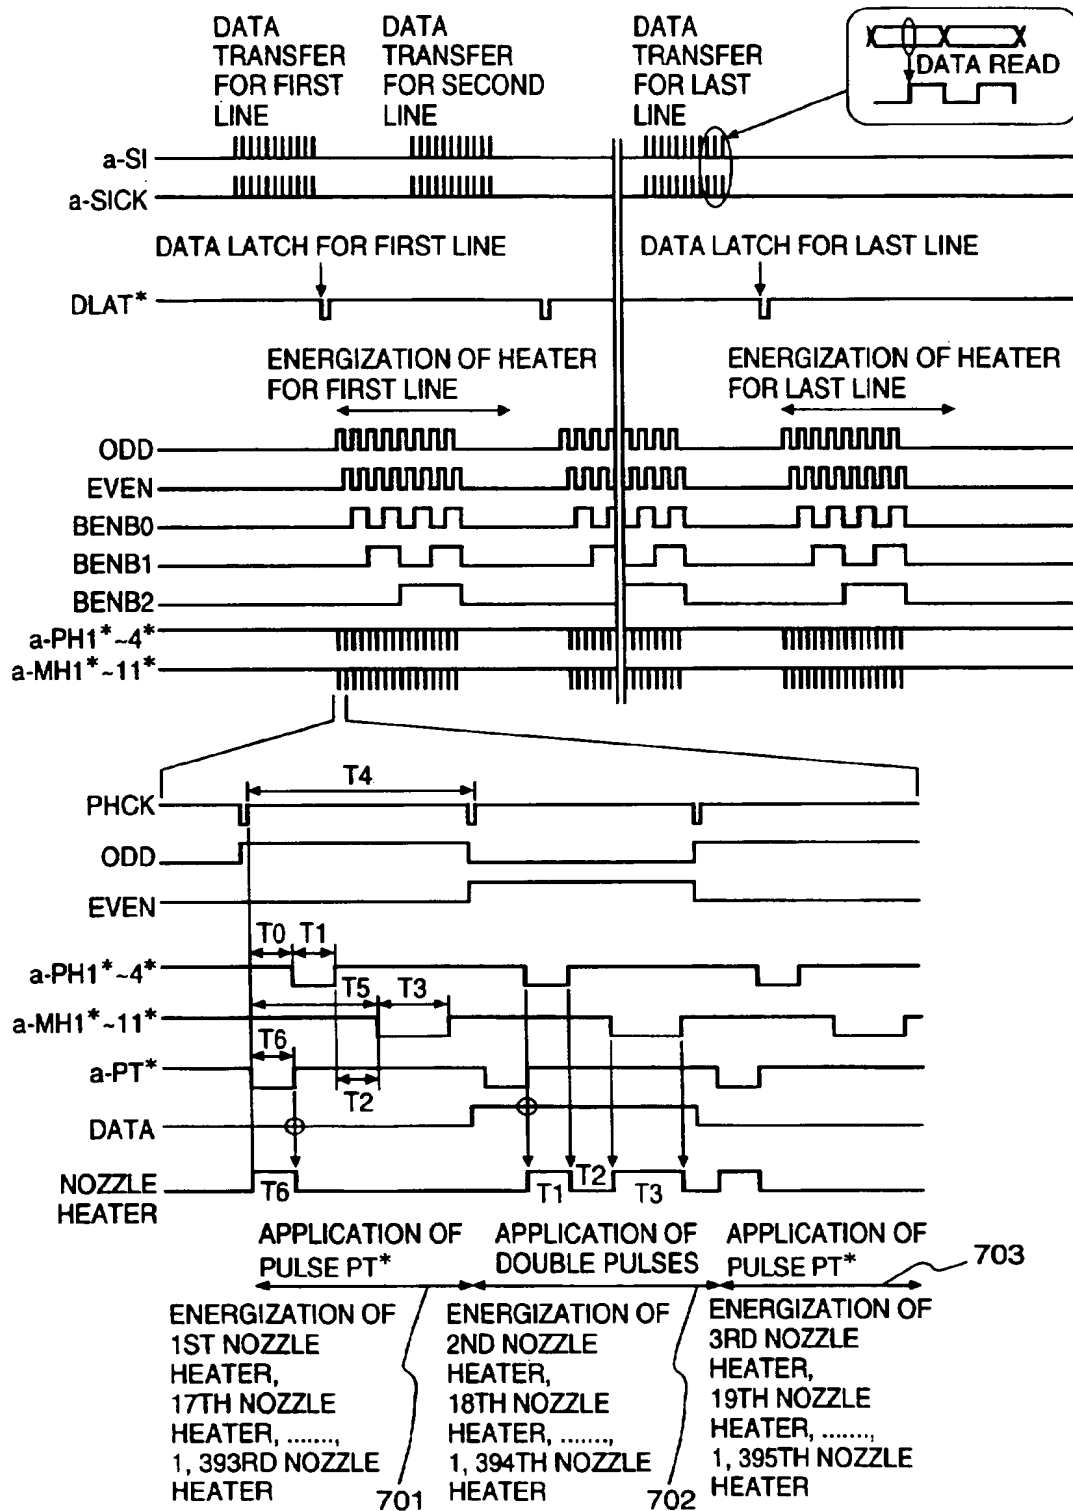 DATA
TRANSFER
FOR FIRST
LINE
DATA
TRANSFER
FOR SECOND
LINE
DATA
TRANSFER
FOR LAST
LINE
DATA READ
a-SI
a-SICK
DATA LATCH FOR FIRST LINE
DATA LATCH FOR LAST LINE
DLAT*
ENERGIZATION OF HEATER
FOR FIRST LINE
ENERGIZATION OF HEATER
FOR LAST LINE
ODD
EVEN
BENB0
BENB1
BENB2
a-PH1*~4*
a-MH1*~11*
T4
PHCK
ODD
EVEN
T0 T1
a-PH1*~4*
T5 T3
a-MH1*~11*
T6
a-PT*
T2
DATA
NOZZLE
HEATER
T6
T1
T2
T3
APPLICATION OF
PULSE PT*
APPLICATION OF
DOUBLE PULSES
APPLICATION OF
PULSE PT*
703
ENERGIZATION OF
1ST NOZZLE
HEATER,
17TH NOZZLE
HEATER, .......,
1, 393RD NOZZLE
HEATER
701
ENERGIZATION OF
2ND NOZZLE
HEATER,
18TH NOZZLE
HEATER, .......,
1, 394TH NOZZLE
HEATER
702
ENERGIZATION OF
3RD NOZZLE
HEATER,
19TH NOZZLE
HEATER, .......,
1, 395TH NOZZLE
HEATER